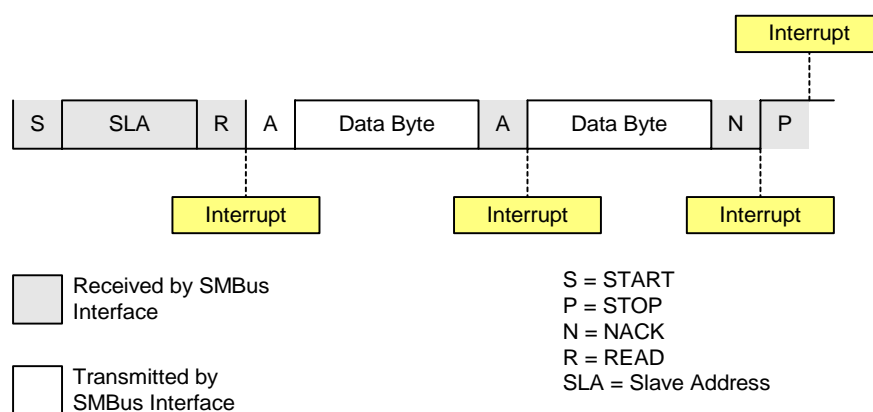 Interrupt
S SLA R A Data Byte A Data Byte N P
Interrupt Interrupt Interrupt
Received by SMBus
Interface
Transmitted by
SMBus Interface
S = START
P = STOP
N = NACK
R = READ
SLA = Slave Address